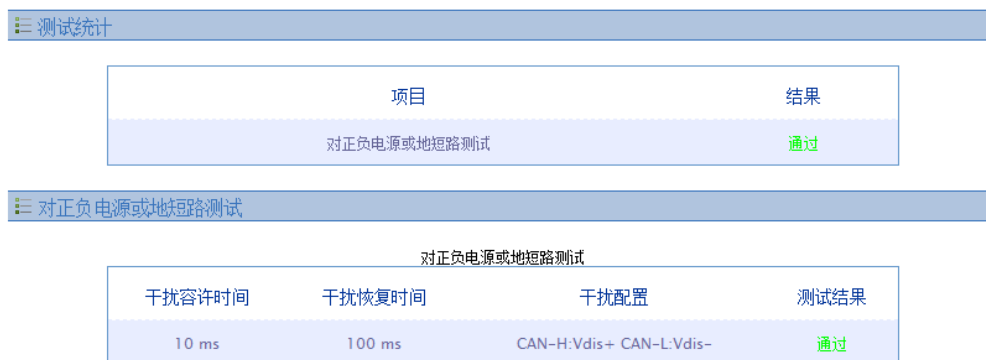 测试统计
项目 结果
对正负电源或地短路测试 通过
对正负电源或地短路测试
对正负电源或地短路测试
干扰容许时间 干扰恢复时间 干扰配置 测试结果
10 ms 100 ms CAN-H:Vdis+ CAN-L:Vdis- 通过